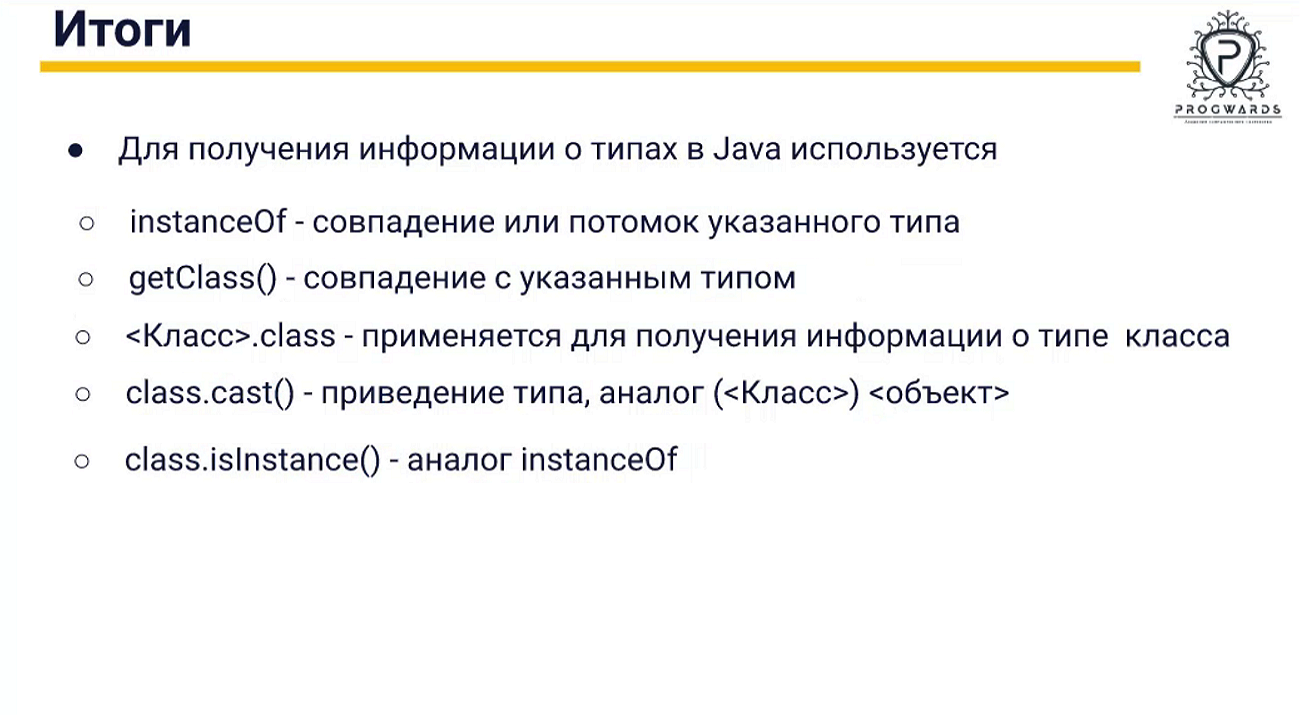 Итоги
PROGWARDS
● Для получения информации о типах в Java используется
○ instanceOf - совпадение или потомок указанного типа
○ getClass() - совпадение с указанным типом
○ <Класс>.class - применяется для получения информации о типе класса
○ class.cast() - приведение типа, аналог (<Класс>) <объект>
○ class.isInstance() - аналог instanceOf